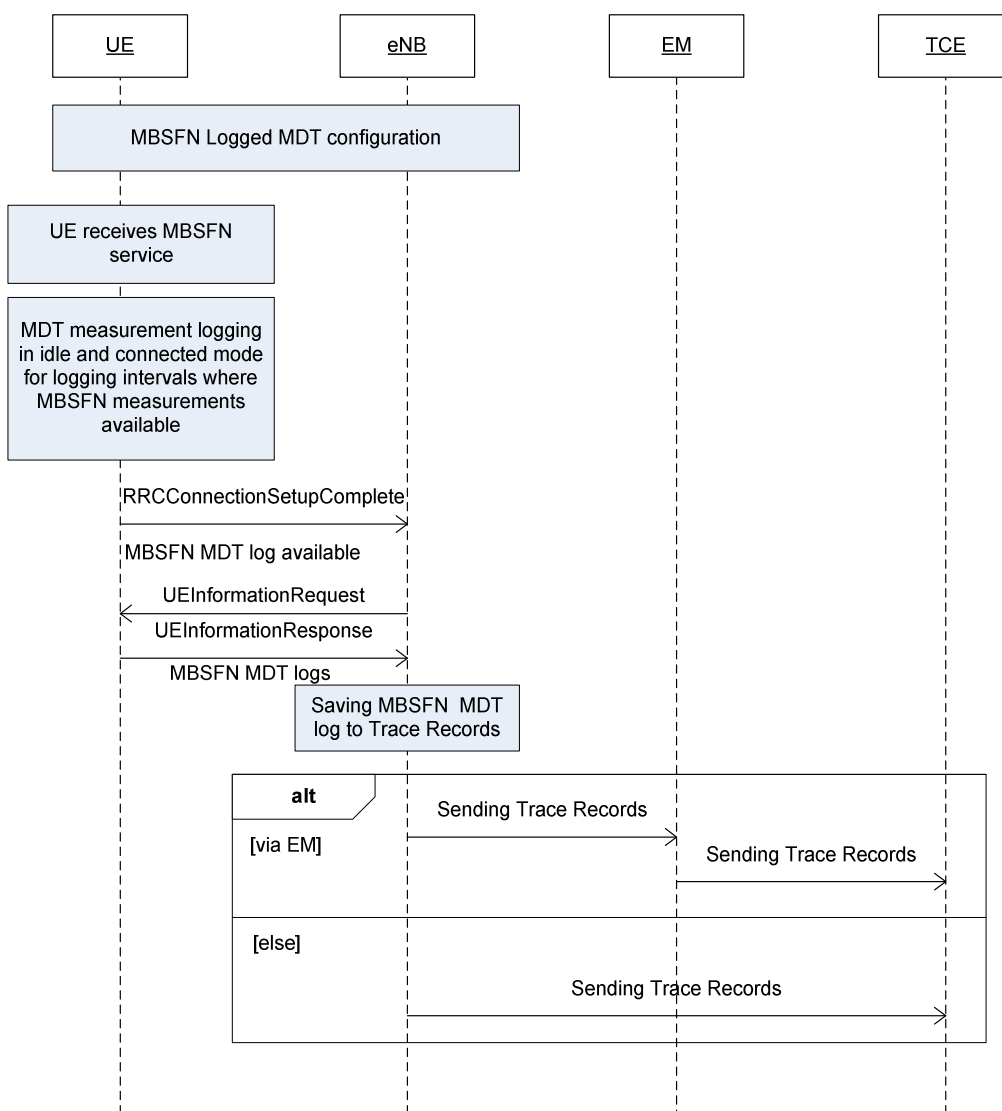 UE
eNB
EM
TCE
MBSFN Logged MDT configuration
UE receives MBSFN
service
MDT measurement logging
in idle and connected mode
for logging intervals where
MBSFN measurements
available
RRCConnectionSetupComplete
MBSFN MDT log available
UEInformationRequest
UEInformationResponse
MBSFN MDT logs
Saving MBSFN MDT
log to Trace Records
alt
Sending Trace Records
[via EM]
Sending Trace Records
[else]
Sending Trace Records